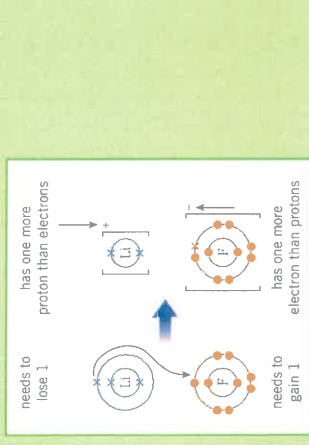 needs to
lose 1
has one more
proton than electrons
Li
Li
+
F
F
−
needs to
gain 1
has one more
electron than protons